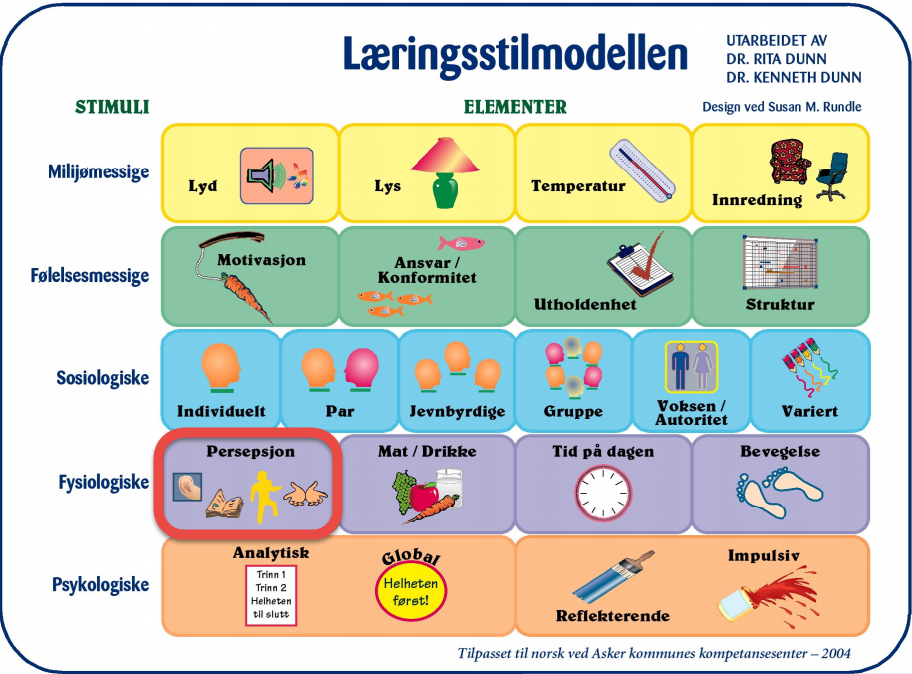 Læringsstilmodellen
UTARBEIDET AV
DR. RITA DUNN
DR. KENNETH DUNN
STIMULI
ELEMENTER
Design ved Susan M. Rundle
Milijømessige
Lyd
Lys
Temperatur
Innredning
Følelsesmessige
Motivasjon
Ansvar /
Konformitet
Utholdenhet
Struktur
Sosiologiske
Individuelt
Par
Jevnbyrdige
Gruppe
Voksen /
Autoritet
Variert
Fysiologiske
Persepsjon
Mat / Drikke
Tid på dagen
Bevegelse
Psykologiske
Analytisk
Trinn 1
Trinn 2
Helheten
til slutt
Global
Helheten
først!
Reflekterende
Impulsiv
Tilpasset til norsk ved Asker kommunes kompetansesenter – 2004